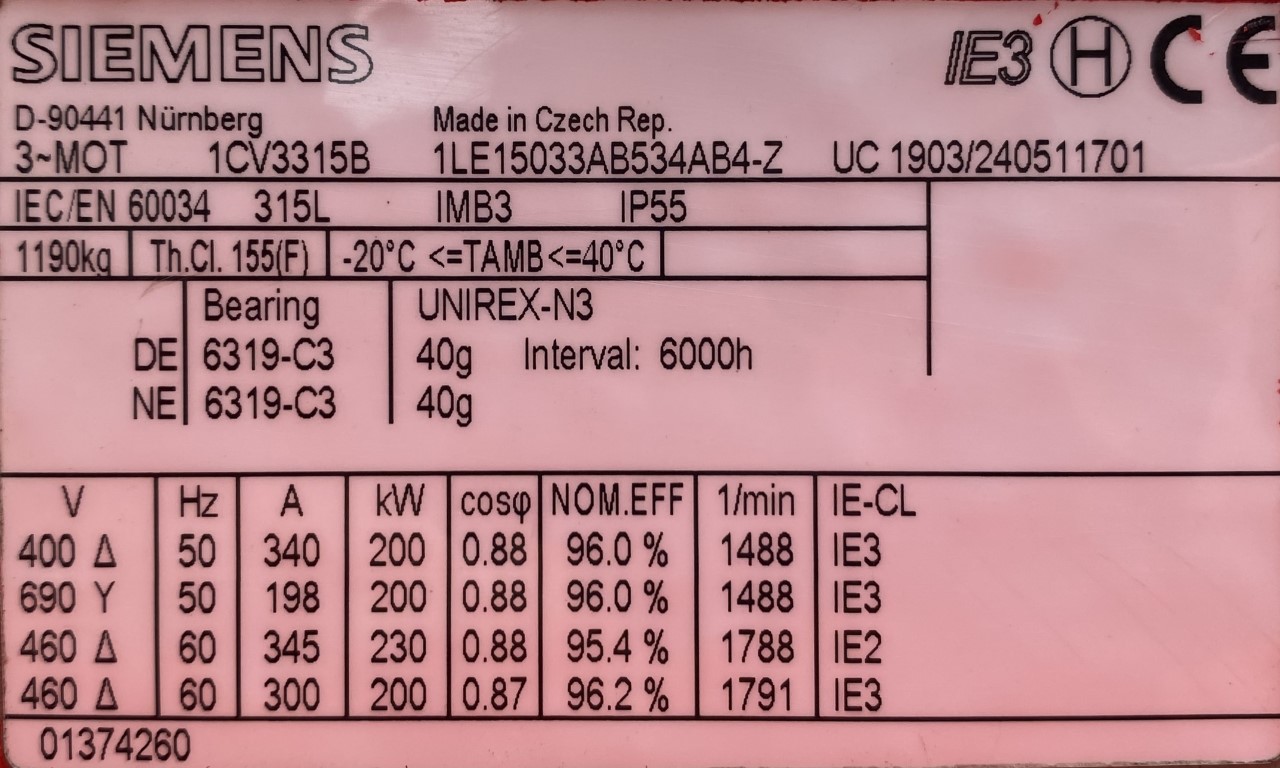 SIEMENS IE3 H CE
D-90441 Nürnberg Made in Czech Rep.
3~MOT 1CV3315B 1LE15033AB534AB4-Z UC 1903/240511701
IEC/EN 60034 315L IMB3 IP55
1190kg Th.Cl. 155(F) -20°C <=TAMB<=40°C
Bearing UNIREX-N3
DE 6319-C3 40g Interval: 6000h
NE 6319-C3 40g
V Hz A kW cosφ NOM.EFF 1/min IE-CL
400 Δ 50 340 200 0.88 96.0 % 1488 IE3
690 Y 50 198 200 0.88 96.0 % 1488 IE3
460 Δ 60 345 230 0.88 95.4 % 1788 IE2
460 Δ 60 300 200 0.87 96.2 % 1791 IE3
01374260